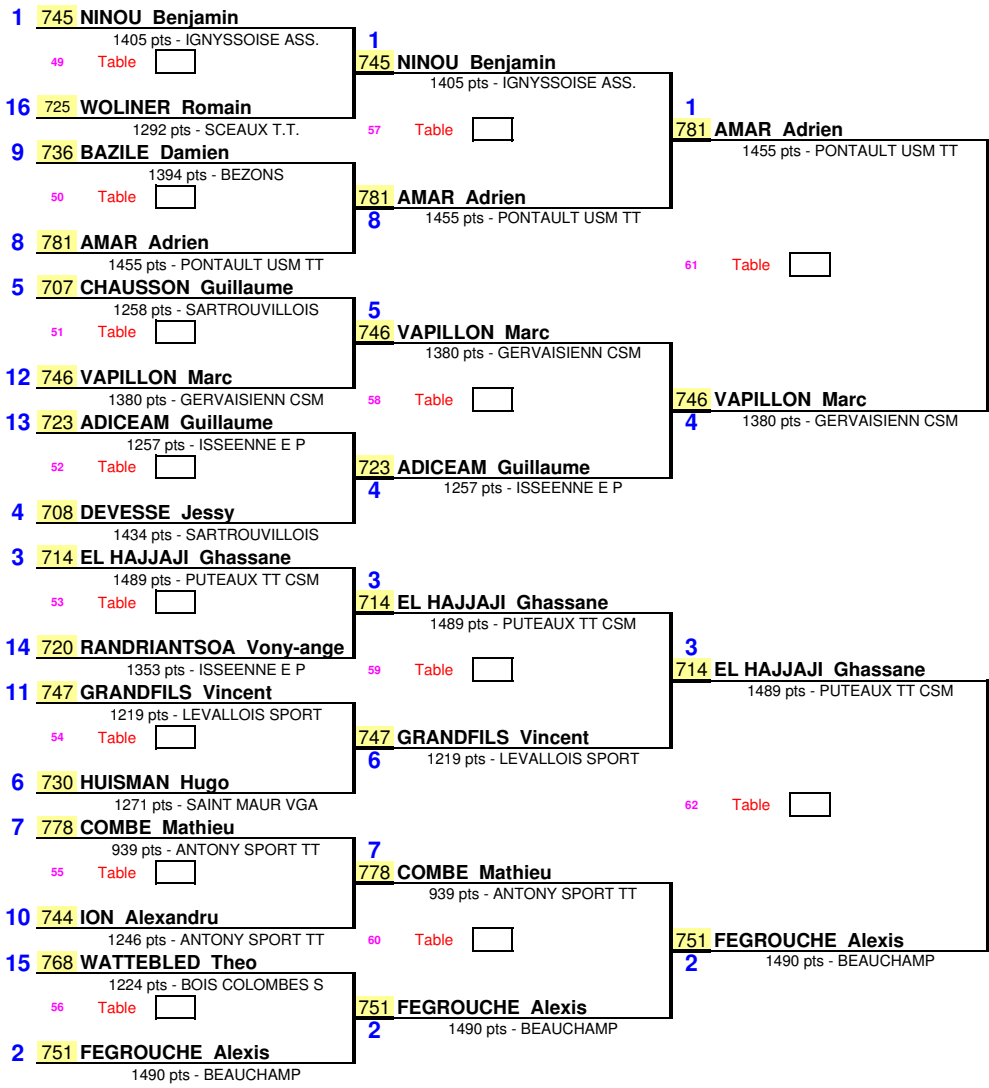 1 745 NINOU Benjamin
1405 pts - IGNYSSOISE ASS.
49 Table
16 725 WOLINER Romain
1292 pts - SCEAUX T.T.
9 736 BAZILE Damien
1394 pts - BEZONS
50 Table
8 781 AMAR Adrien
1455 pts - PONTAULT USM TT
5 707 CHAUSSON Guillaume
1258 pts - SARTROUVILLOIS
51 Table
12 746 VAPILLON Marc
1380 pts - GERVAISIENN CSM
13 723 ADICEAM Guillaume
1257 pts - ISSEENNE E P
52 Table
4 708 DEVESSE Jessy
1434 pts - SARTROUVILLOIS
3 714 EL HAJJAJI Ghassane
1489 pts - PUTEAUX TT CSM
53 Table
14 720 RANDRIANTSOA Vony-ange
1353 pts - ISSEENNE E P
11 747 GRANDFILS Vincent
1219 pts - LEVALLOIS SPORT
54 Table
6 730 HUISMAN Hugo
1271 pts - SAINT MAUR VGA
7 778 COMBE Mathieu
939 pts - ANTONY SPORT TT
55 Table
10 744 ION Alexandru
1246 pts - ANTONY SPORT TT
15 768 WATTEBLED Theo
1224 pts - BOIS COLOMBES S
56 Table
2 751 FEGROUCHE Alexis
1490 pts - BEAUCHAMP
1
745 NINOU Benjamin
1405 pts - IGNYSSOISE ASS.
57 Table
781 AMAR Adrien
8 1455 pts - PONTAULT USM TT
5
746 VAPILLON Marc
1380 pts - GERVAISIENN CSM
58 Table
723 ADICEAM Guillaume
4 1257 pts - ISSEENNE E P
3
714 EL HAJJAJI Ghassane
1489 pts - PUTEAUX TT CSM
59 Table
747 GRANDFILS Vincent
6 1219 pts - LEVALLOIS SPORT
7
778 COMBE Mathieu
939 pts - ANTONY SPORT TT
60 Table
751 FEGROUCHE Alexis
2 1490 pts - BEAUCHAMP
1
781 AMAR Adrien
1455 pts - PONTAULT USM TT
61 Table
746 VAPILLON Marc
4 1380 pts - GERVAISIENN CSM
3
714 EL HAJJAJI Ghassane
1489 pts - PUTEAUX TT CSM
62 Table
751 FEGROUCHE Alexis
2 1490 pts - BEAUCHAMP